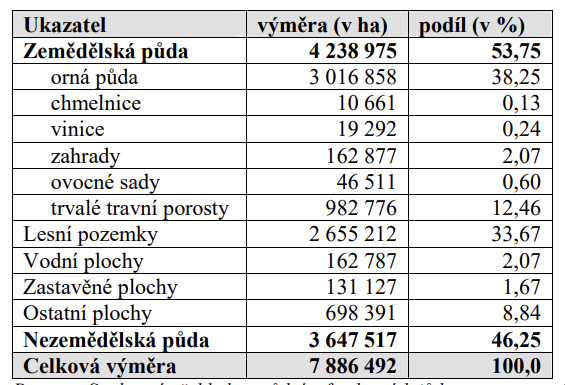 Ukazatel výměra (v ha) podíl (v %)
Zemědělská půda 4 238 975 53,75
orná půda 3 016 858 38,25
chmelnice 10 661 0,13
vinice 19 292 0,24
zahrady 162 877 2,07
ovocné sady 46 511 0,60
trvalé travní porosty 982 776 12,46
Lesní pozemky 2 655 212 33,67
Vodní plochy 162 787 2,07
Zastavěné plochy 131 127 1,67
Ostatní plochy 698 391 8,84
Nezemědělská půda 3 647 517 46,25
Celková výměra 7 886 492 100,0